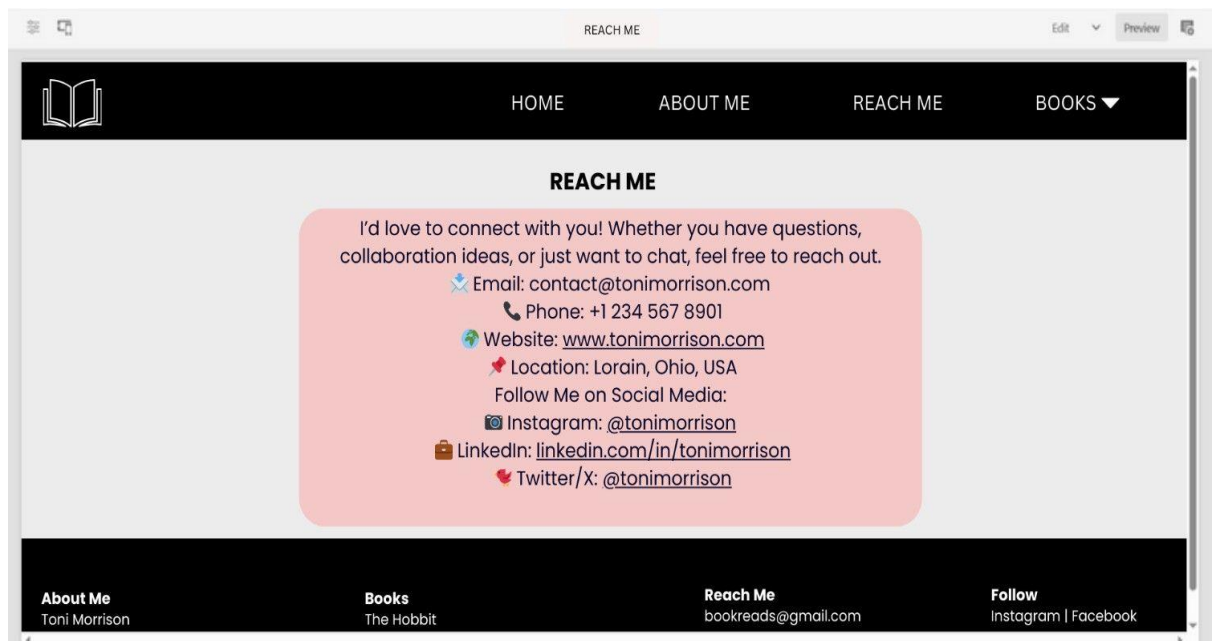 REACH ME
Edit
Preview
HOME ABOUT ME REACH ME BOOKS
REACH ME
I'd love to connect with you! Whether you have questions,
collaboration ideas, or just want to chat, feel free to reach out.
📩 Email: contact@tonimorrison.com
📞 Phone: +1 234 567 8901
🌍 Website: www.tonimorrison.com
📌 Location: Lorain, Ohio, USA
Follow Me on Social Media:
📷 Instagram: @tonimorrison
💼 LinkedIn: linkedin.com/in/tonimorrison
🐦 Twitter/X: @tonimorrison
About Me
Toni Morrison
Books
The Hobbit
Reach Me
bookreads@gmail.com
Follow
Instagram | Facebook